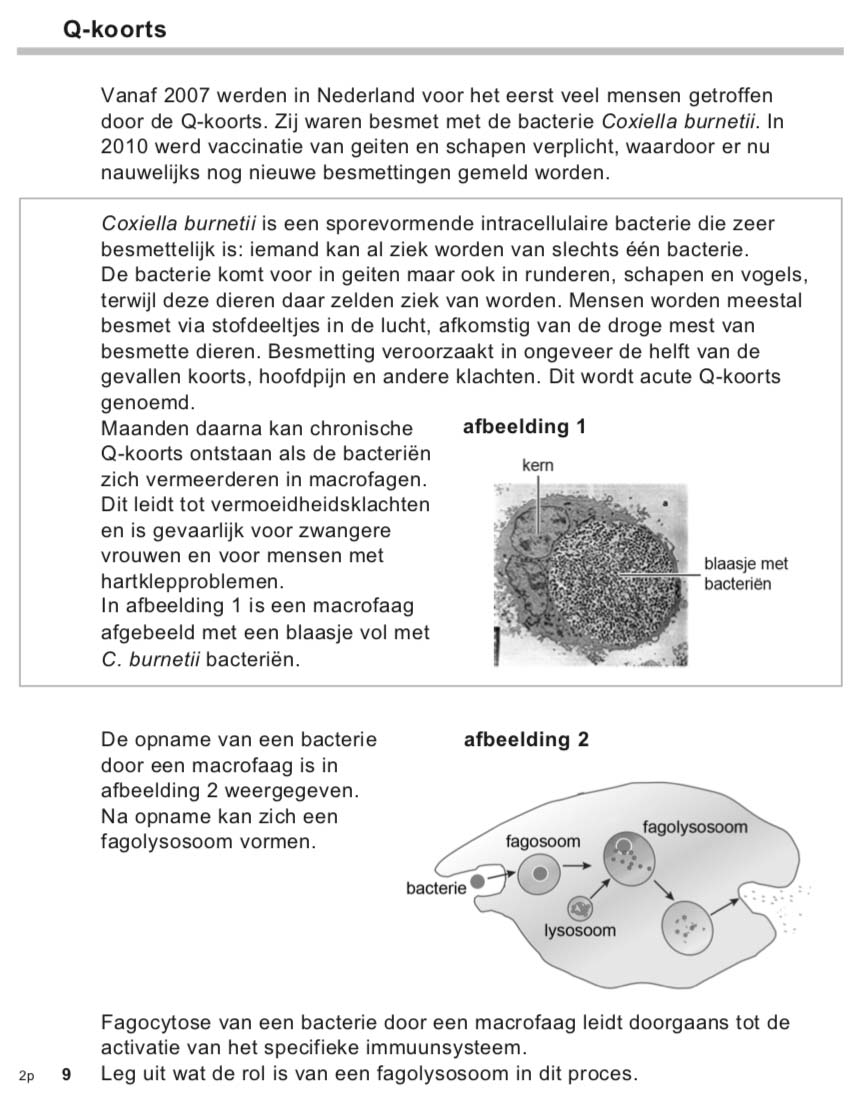 Q-koorts
Vanaf 2007 werden in Nederland voor het eerst veel mensen getroffen
door de Q-koorts. Zij waren besmet met de bacterie Coxiella burnetii. In
2010 werd vaccinatie van geiten en schapen verplicht, waardoor er nu
nauwelijks nog nieuwe besmettingen gemeld worden.
Coxiella burnetii is een sporevormende intracellulaire bacterie die zeer
besmettelijk is: iemand kan al ziek worden van slechts één bacterie.
De bacterie komt voor in geiten maar ook in runderen, schapen en vogels,
terwijl deze dieren daar zelden ziek van worden. Mensen worden meestal
besmet via stofdeeltjes in de lucht, afkomstig van de droge mest van
besmette dieren. Besmetting veroorzaakt in ongeveer de helft van de
gevallen koorts, hoofdpijn en andere klachten. Dit wordt acute Q-koorts
genoemd.
Maanden daarna kan chronische
Q-koorts ontstaan als de bacteriën
zich vermeerderen in macrofagen.
Dit leidt tot vermoeidheidsklachten
en is gevaarlijk voor zwangere
vrouwen en voor mensen met
hartklepproblemen.
In afbeelding 1 is een macrofaag
afgebeeld met een blaasje vol met
C. burnetii bacteriën.
afbeelding 1
kern
blaasje met
bacteriën
De opname van een bacterie
door een macrofaag is in
afbeelding 2 weergegeven.
Na opname kan zich een
fagolysosoom vormen.
afbeelding 2
fagosoom
fagolysosoom
bacterie
lysosoom
Fagocytose van een bacterie door een macrofaag leidt doorgaans tot de
activatie van het specifieke immuunsysteem.
2p 9 Leg uit wat de rol is van een fagolysosoom in dit proces.